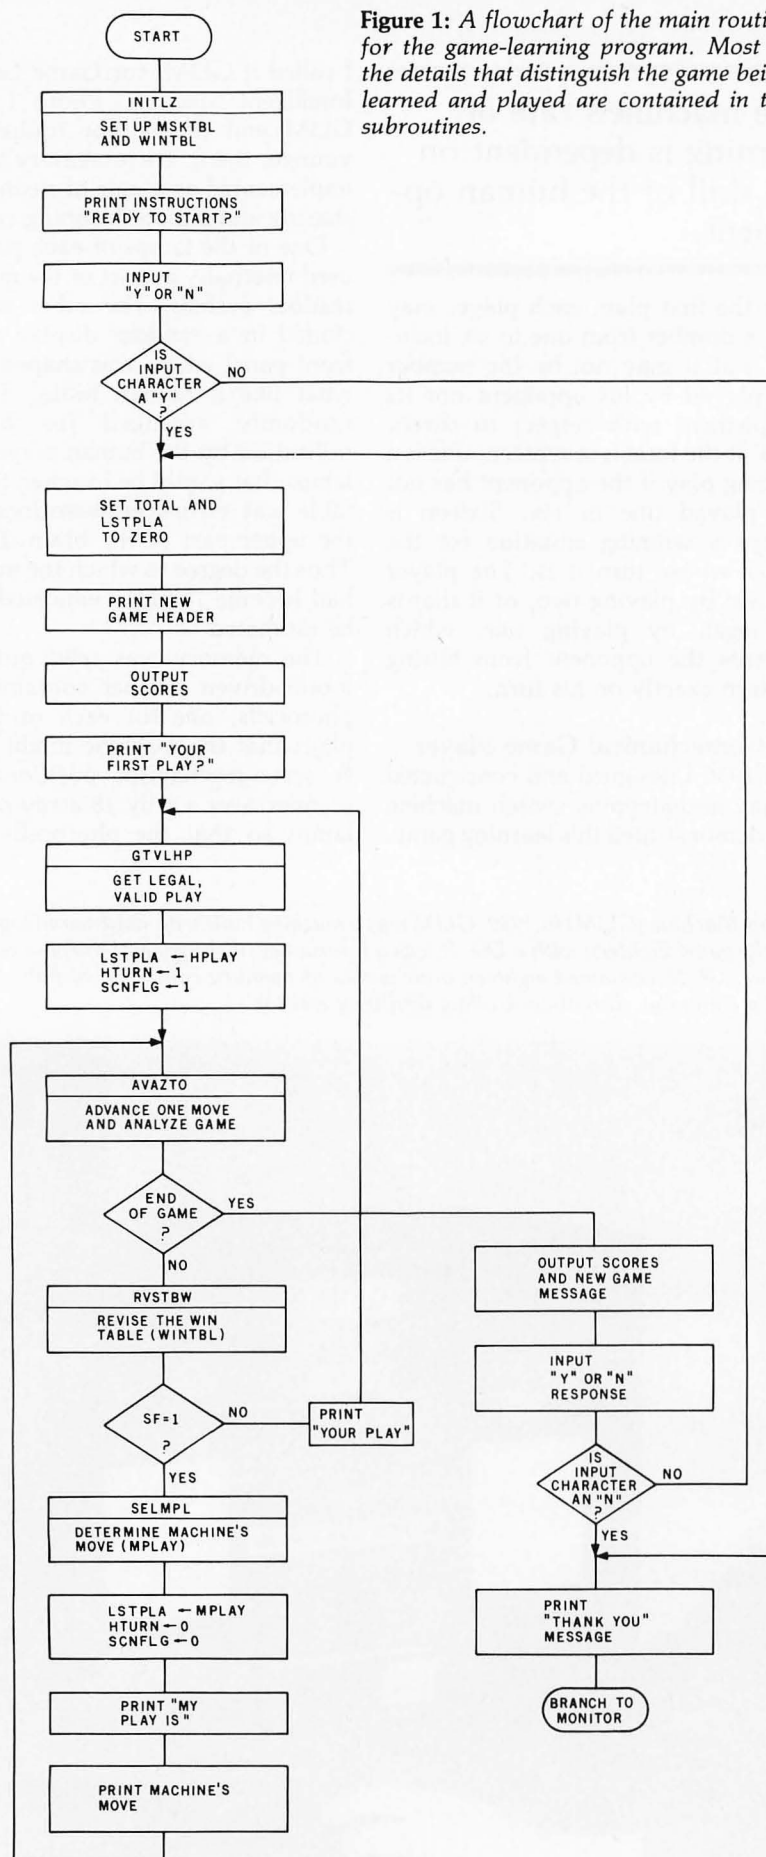 Figure 1: A flowchart of the main routi
for the game-learning program. Most
the details that distinguish the game bei
learned and played are contained in t
subroutines.
START
INITLZ
SET UP MSKTBL
AND WINTBL
PRINT INSTRUCTIONS
"READY TO START?"
INPUT
"Y" OR "N"
IS
INPUT
CHARACTER
A "Y"
?
NO
YES
SET TOTAL AND
LSTPLA
TO ZERO
PRINT NEW
GAME HEADER
OUTPUT
SCORES
PRINT "YOUR
FIRST PLAY?"
GTVLHP
GET LEGAL,
VALID PLAY
LSTPLA ← HPLAY
HTURN ← 1
SCNFLG ← 1
AVAZTO
ADVANCE ONE MOVE
AND ANALYZE GAME
END
OF GAME
?
YES
NO
RVSTBW
REVISE THE WIN
TABLE (WINTBL)
SF=1
?
NO
PRINT
"YOUR PLAY"
YES
SELMPL
DETERMINE MACHINE'S
MOVE (MPLAY)
LSTPLA ← MPLAY
HTURN ← 0
SCNFLG ← 0
PRINT "MY
PLAY IS"
PRINT MACHINE'S
MOVE
OUTPUT SCORES
AND NEW GAME
MESSAGE
INPUT
"Y" OR "N"
RESPONSE
IS
INPUT
CHARACTER
AN "N"
?
NO
YES
PRINT
"THANK YOU"
MESSAGE
BRANCH TO
MONITOR